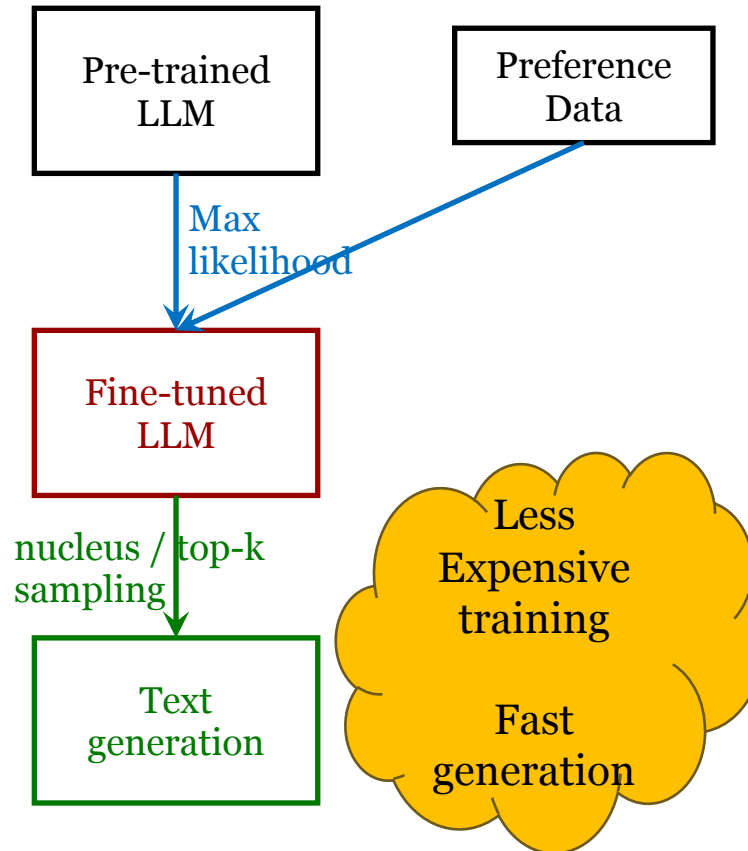 Pre-trained
LLM
Preference
Data
Max
likelihood
Fine-tuned
LLM
nucleus / top-k
sampling
Text
generation
Less
Expensive
training
Fast
generation